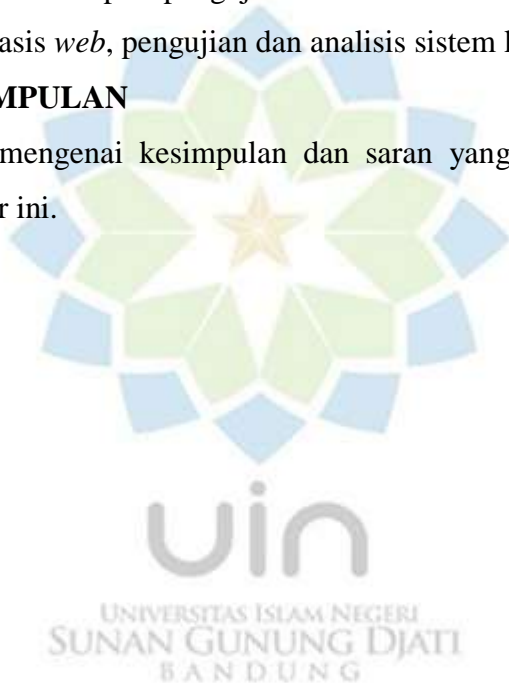 asis web, pengujian dan analisis sistem
MPULAN
mengenai kesimpulan dan saran yang
r ini.
uin
UNIVERSITAS ISLAM NEGERI
SUNAN GUNUNG DJATI
BANDUNG